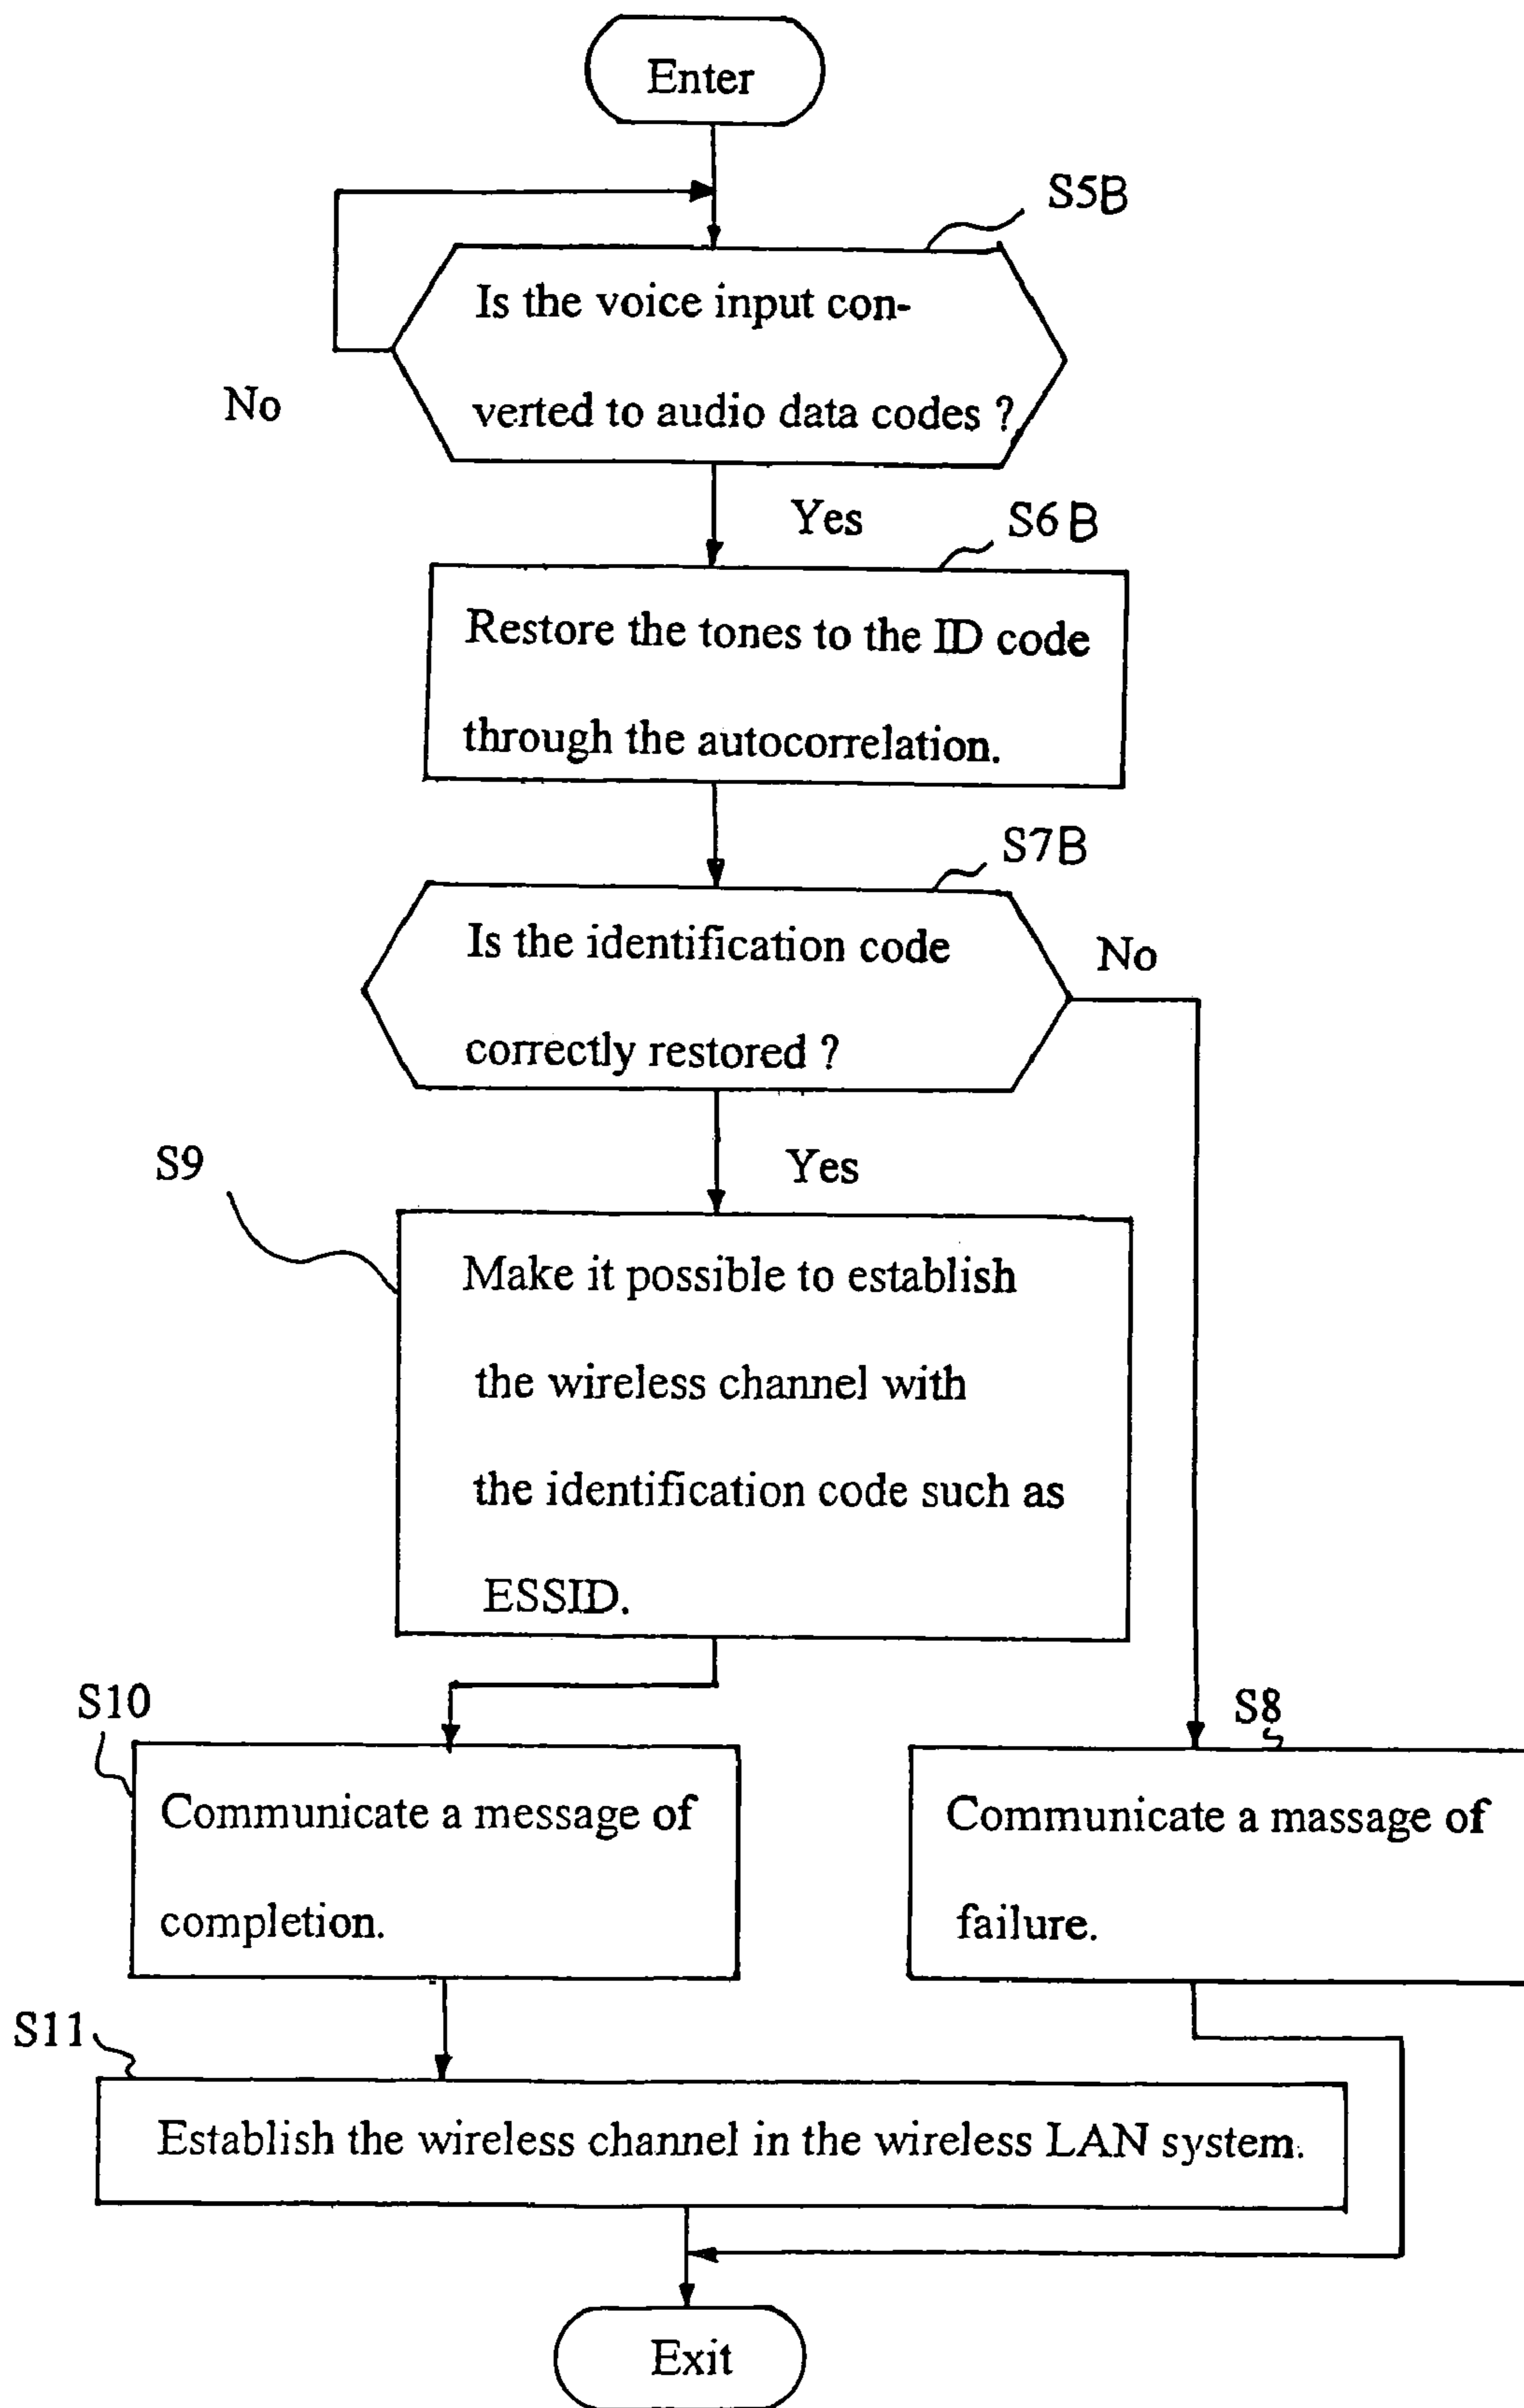 Enter
S5B
Is the voice input con-
verted to audio data codes ?
No
Yes
S6B
Restore the tones to the ID code
through the autocorrelation.
S7B
Is the identification code
correctly restored ?
No
Yes
S9
Make it possible to establish
the wireless channel with
the identification code such as
ESSID.
S10
Communicate a message of
completion.
S8
Communicate a massage of
failure.
S11
Establish the wireless channel in the wireless LAN system.
Exit